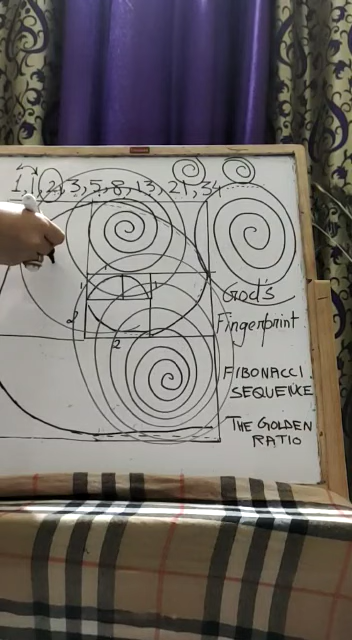 1, 1, 2, 3, 5, 8, 13, 21, 34
1
1
1
2
2
God's
Fingerprint
FIBONACCI
SEQUENCE
THE GOLDEN
RATIO